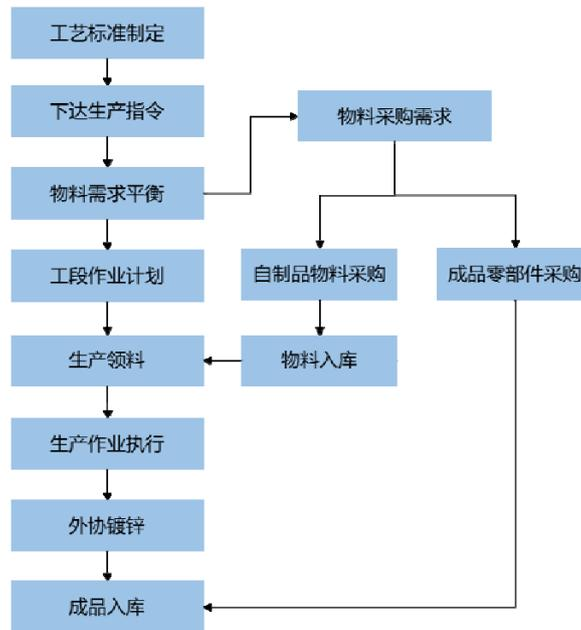 工艺标准制定
下达生产指令
物料采购需求
物料需求平衡
工段作业计划
自制品物料采购
成品零部件采购
生产领料
物料入库
生产作业执行
外协镀锌
成品入库